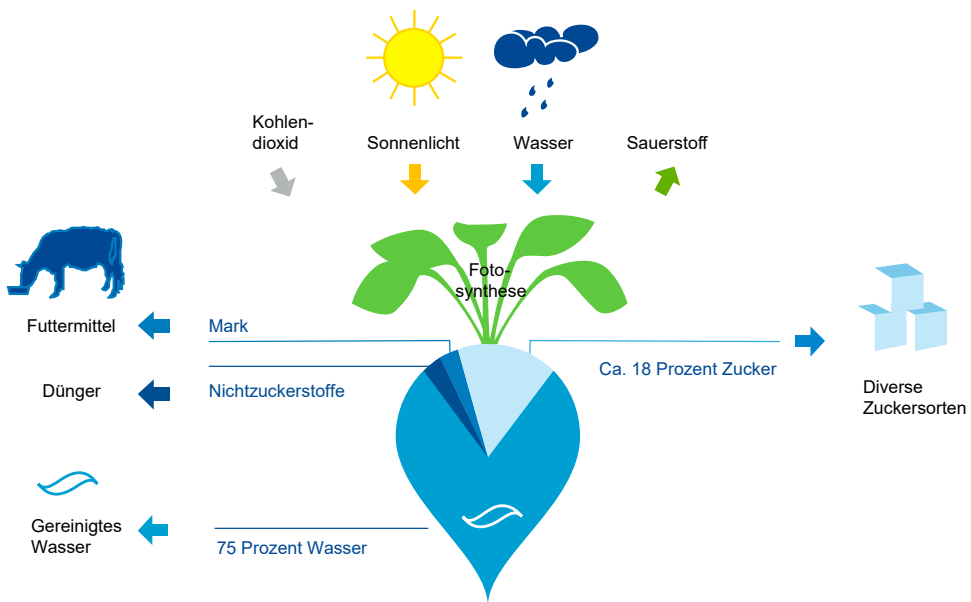 Kohlen-
dioxid
Sonnenlicht
Wasser
Sauerstoff
Foto-
synthese
Futtermittel
Mark
Ca. 18 Prozent Zucker
Dünger
Nichtzuckerstoffe
Diverse
Zuckersorten
Gereinigtes
Wasser
75 Prozent Wasser